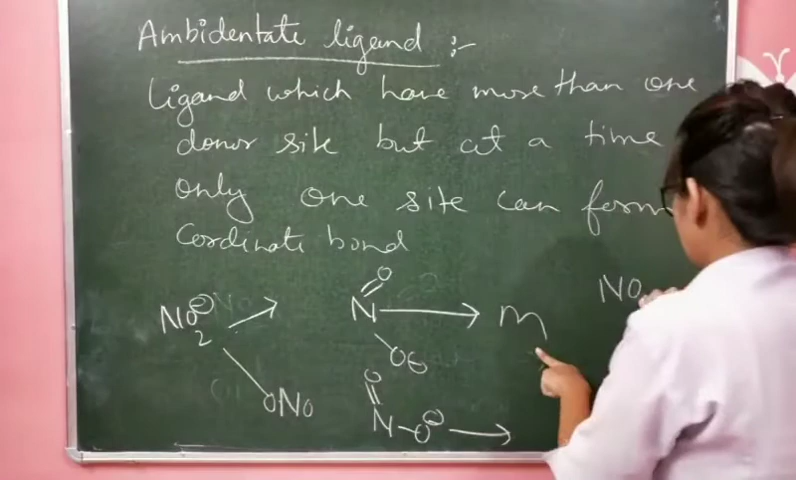 Ambidentate ligand :-
Ligand which have more than one
donor site but at a time
only one site can form
Cordinate bond
NO₂⊖
ONO
O
N → M
O⊖
O
N-O⊖ →
NO